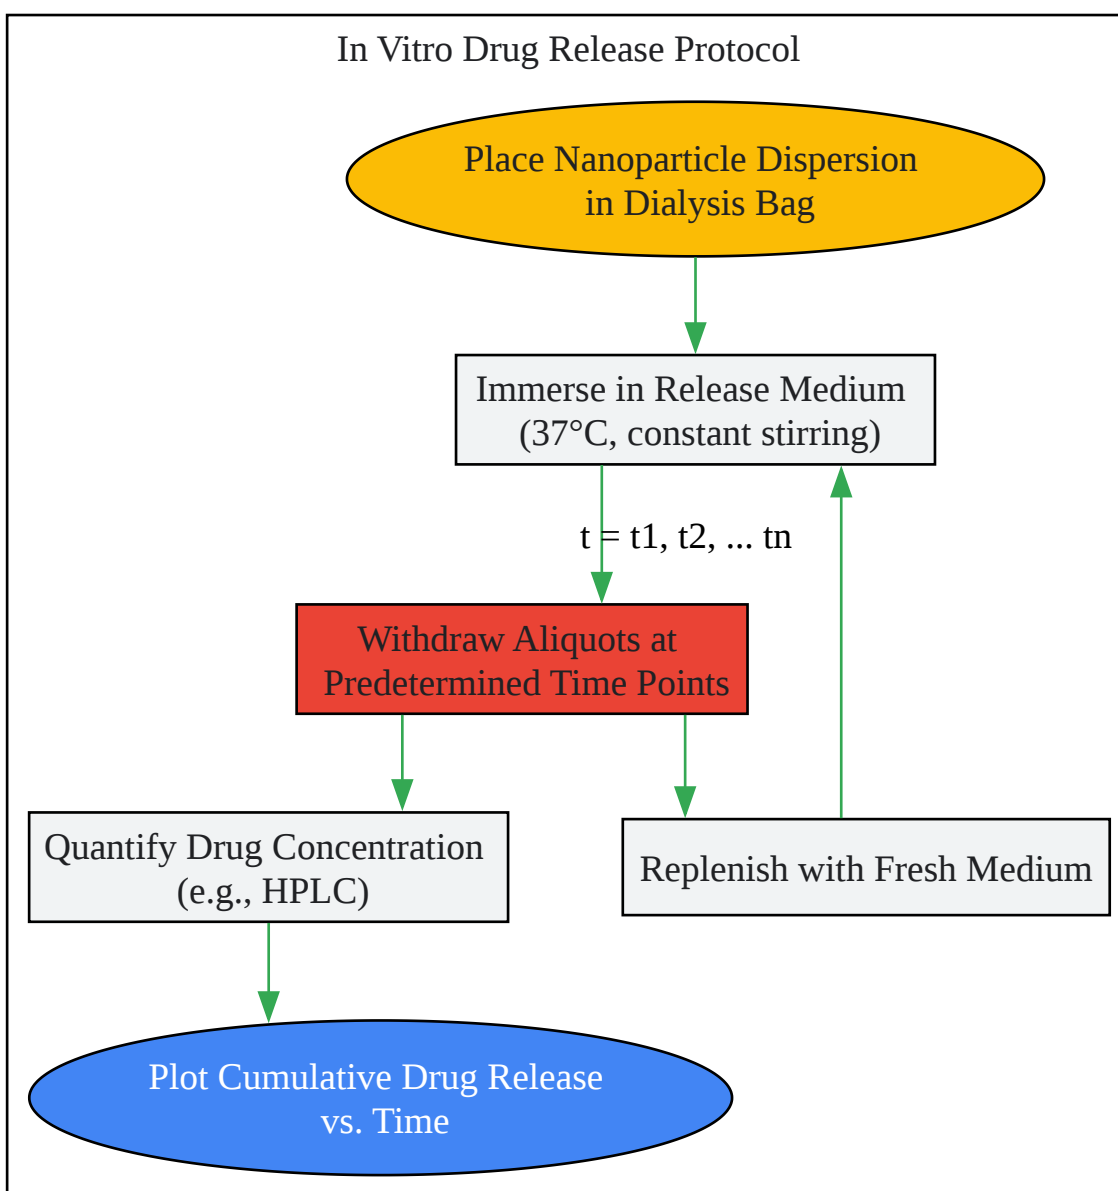 In Vitro Drug Release Protocol
Place Nanoparticle Dispersion
in Dialysis Bag
Immerse in Release Medium
(37°C, constant stirring)
t = t1, t2, ... tn
Withdraw Aliquots at
Predetermined Time Points
Quantify Drug Concentration
(e.g., HPLC)
Replenish with Fresh Medium
Plot Cumulative Drug Release
vs. Time